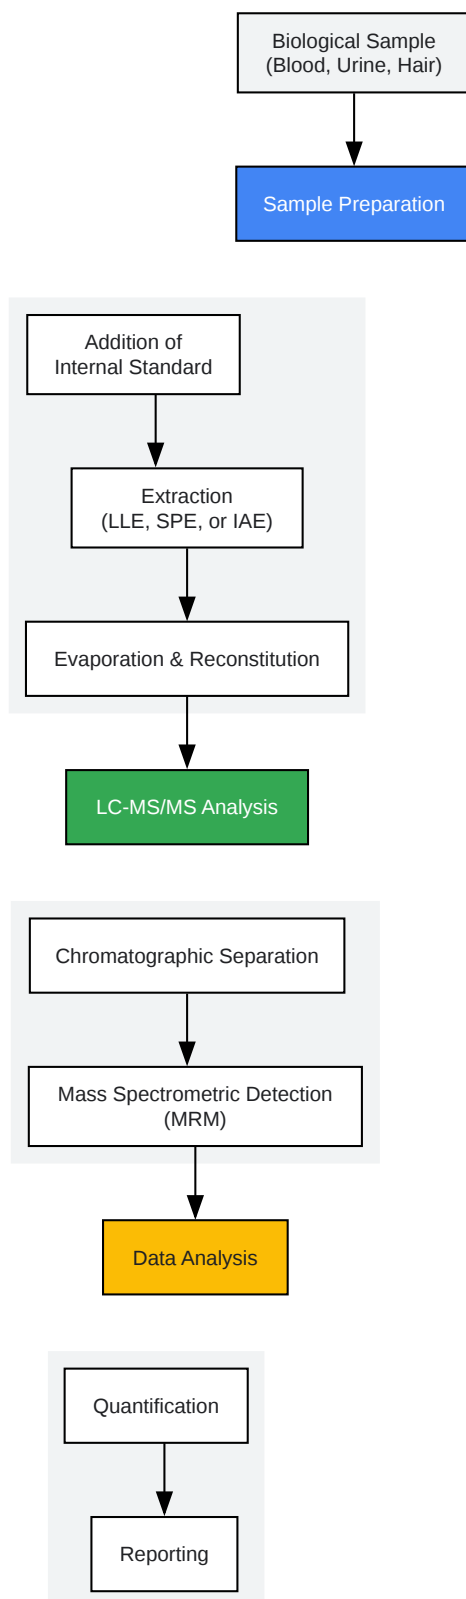 Biological Sample
(Blood, Urine, Hair)
Sample Preparation
Addition of
Internal Standard
Extraction
(LLE, SPE, or IAE)
Evaporation & Reconstitution
LC-MS/MS Analysis
Chromatographic Separation
Mass Spectrometric Detection
(MRM)
Data Analysis
Quantification
Reporting